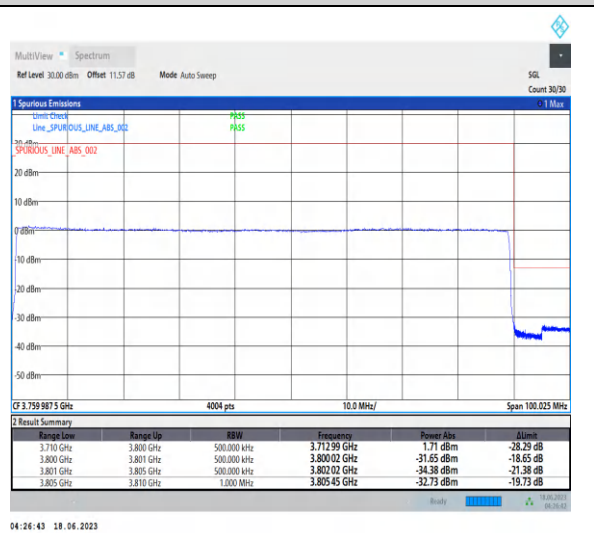 MultiView Spectrum
Ref Level 30.00 dBm Offset 11.57 dB Mode Auto Sweep SGL
Count 30/30
1 Spurious Emissions 1 Max
Limit Check PASS
Line _SPURIOUS_LINE_ABS_002 PASS
_SPURIOUS_LINE_ABS_002
20 dBm
10 dBm
0 dBm
-10 dBm
-20 dBm
-30 dBm
-40 dBm
-50 dBm
CF 3.759 987 5 GHz 4004 pts 10.0 MHz/ Span 100.025 MHz
2 Result Summary
Range Low Range Up RBW Frequency Power Abs ΔLimit
3.710 GHz 3.800 GHz 500.000 kHz 3.712 99 GHz 1.71 dBm -28.29 dB
3.800 GHz 3.801 GHz 500.000 kHz 3.800 02 GHz -31.65 dBm -18.65 dB
3.801 GHz 3.805 GHz 500.000 kHz 3.802 02 GHz -34.38 dBm -21.38 dB
3.805 GHz 3.810 GHz 1.000 MHz 3.805 45 GHz -32.73 dBm -19.73 dB
Ready 18.06.2023
04:26:42
04:26:43 18.06.2023